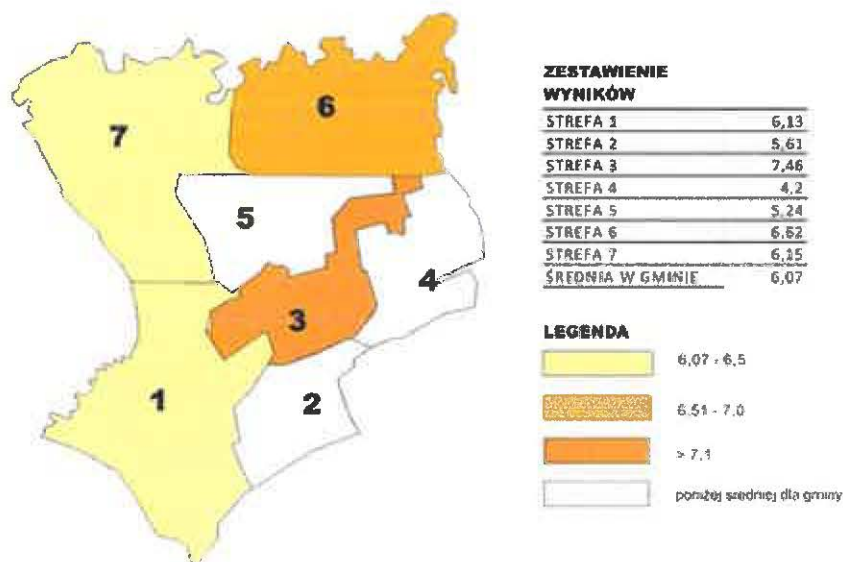 7
6
5
4
3
1
2
ZESTAWIENIE
WYNIKÓW
STREFA 1 6,13
STREFA 2 5,61
STREFA 3 7,46
STREFA 4 4,2
STREFA 5 5,24
STREFA 6 6,62
STREFA 7 6,15
ŚREDNIA W GMINIE 6,07
LEGENDA
6,07 - 6,5
6,51 - 7,0
> 7,1
poniżej średniej dla gminy